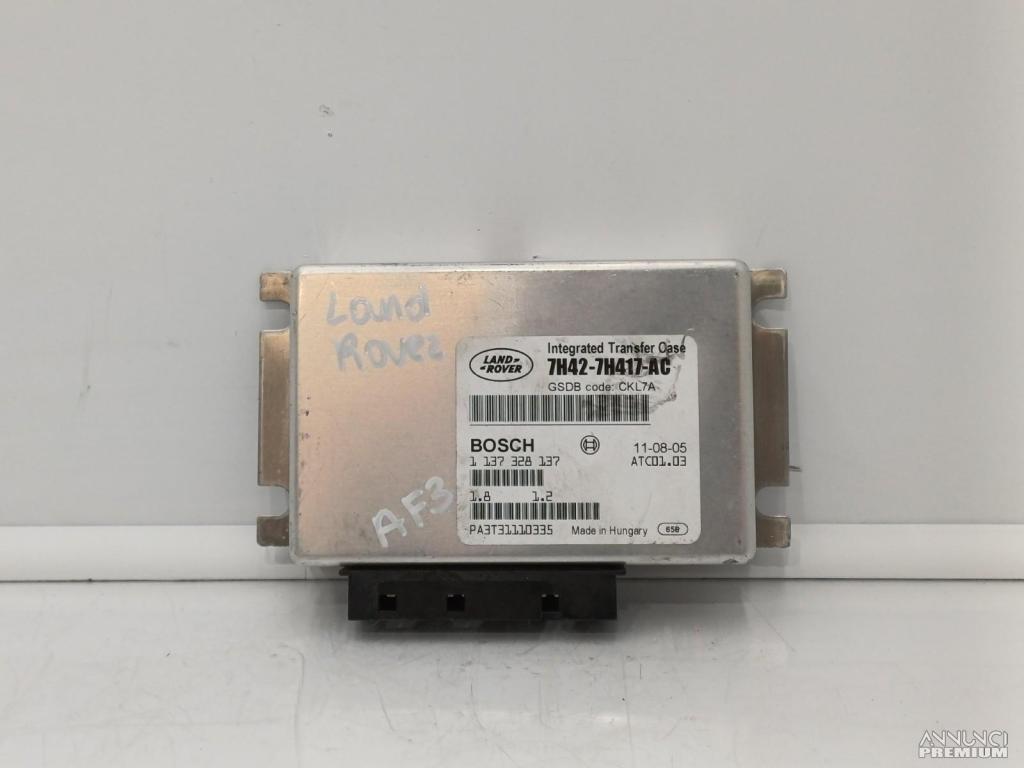 Land
Rover
AF3
LAND-
-ROVER
Integrated Transfer Case
7H42-7H417-AC
GSDB code: CKL7A
BOSCH
11-08-05
1 137 328 137
ATC01.03
1.8 1.2
PA3T31110335
Made in Hungary
658
ANNUNCI
PREMIUM